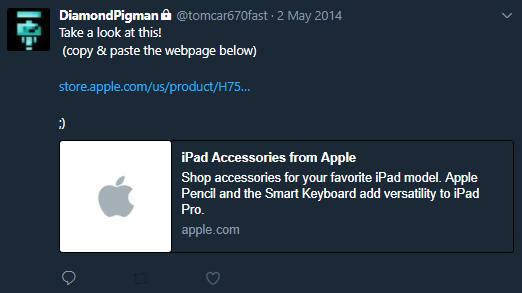 DiamondPigman @tomcar670fast · 2 May 2014
Take a look at this!
(copy & paste the webpage below)
store.apple.com/us/product/H75...
;)
iPad Accessories from Apple
Shop accessories for your favorite iPad model. Apple
Pencil and the Smart Keyboard add versatility to iPad
Pro.
apple.com